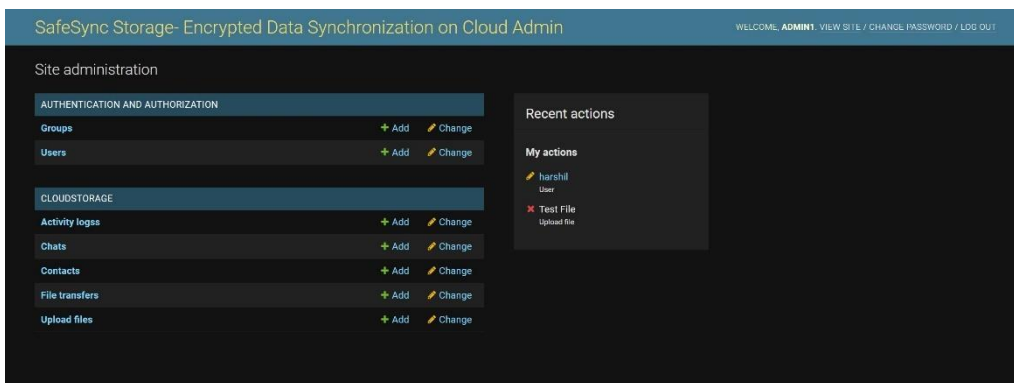 SafeSync Storage- Encrypted Data Synchronization on Cloud Admin
WELCOME, ADMIN1. VIEW SITE / CHANGE PASSWORD / LOG OUT
Site administration
AUTHENTICATION AND AUTHORIZATION
Groups Add Change
Users Add Change
CLOUDSTORAGE
Activity logss Add Change
Chats Add Change
Contacts Add Change
File transfers Add Change
Upload files Add Change
Recent actions
My actions
harshil
User
Test File
Upload file